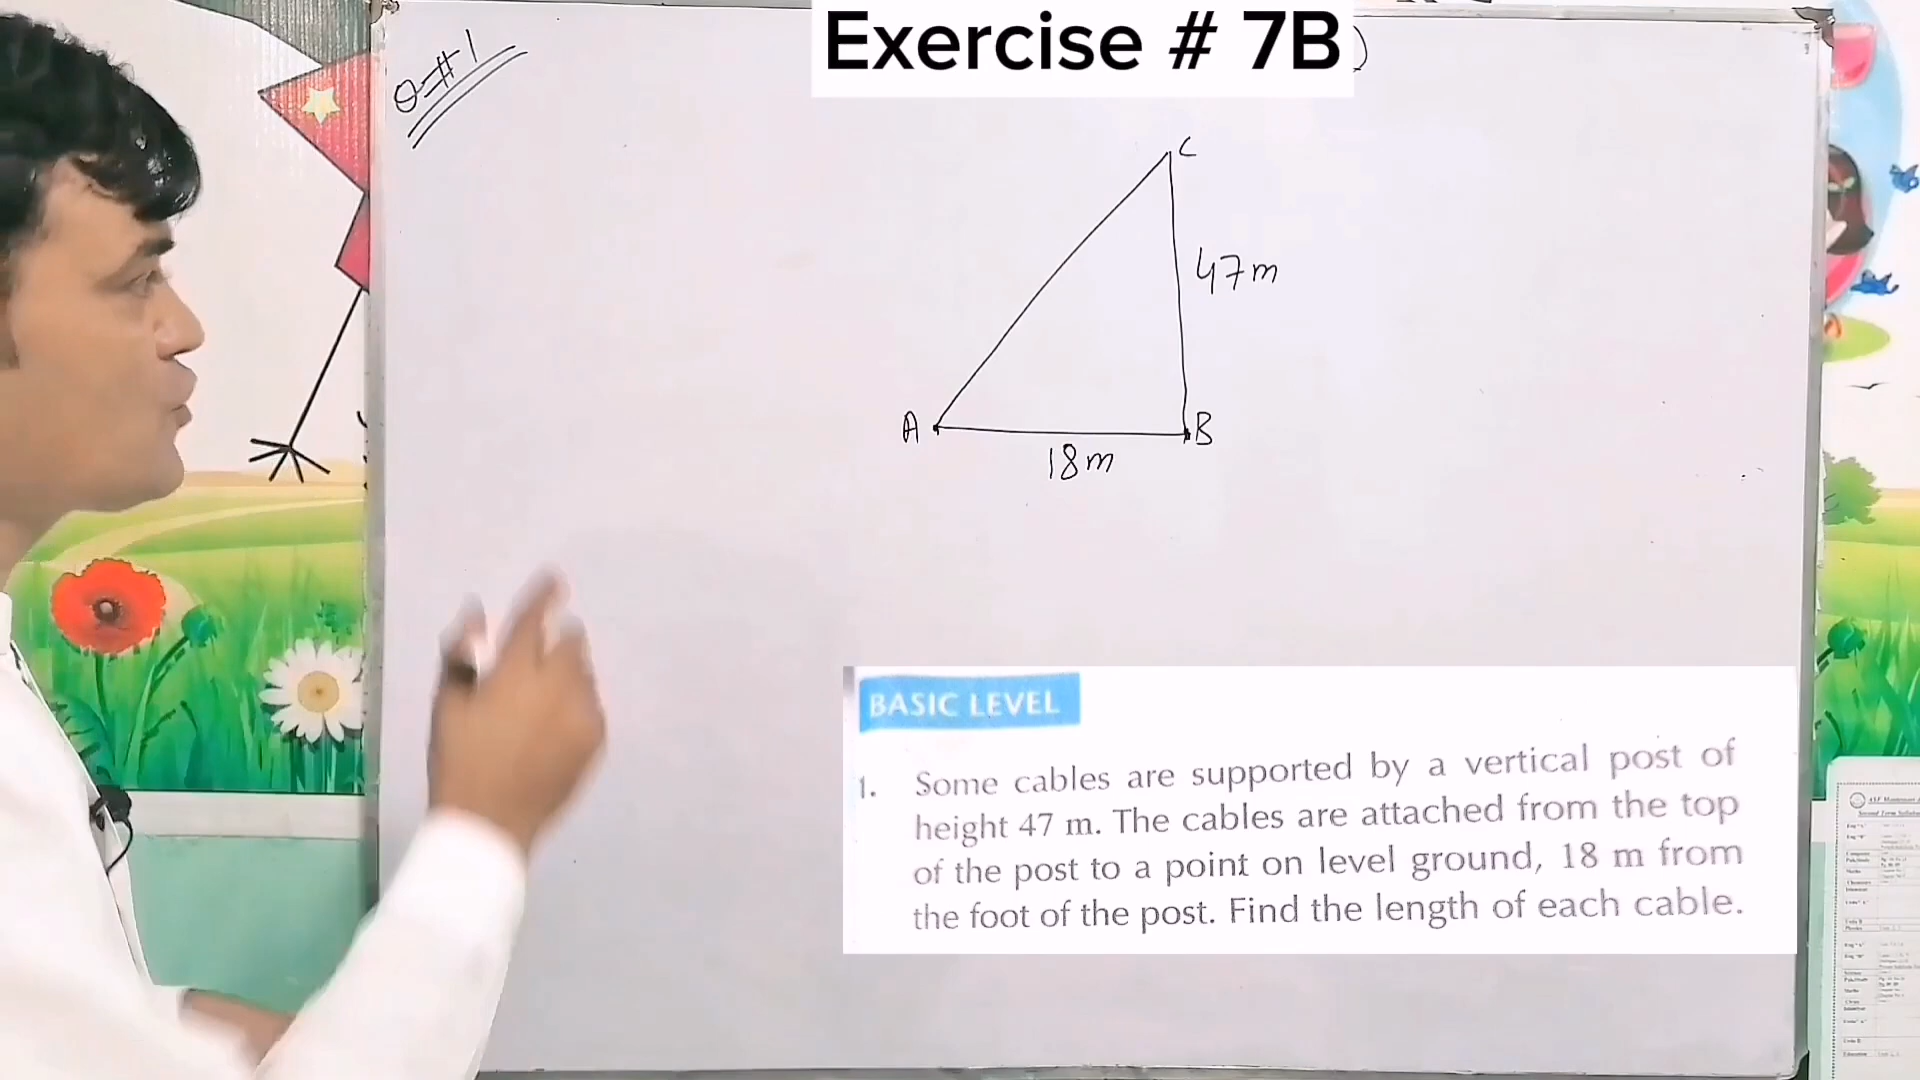 Exercise # 7B
Q#1
C
47m
A
B
18m
BASIC LEVEL
1. Some cables are supported by a vertical post of
height 47 m. The cables are attached from the top
of the post to a point on level ground, 18 m from
the foot of the post. Find the length of each cable.